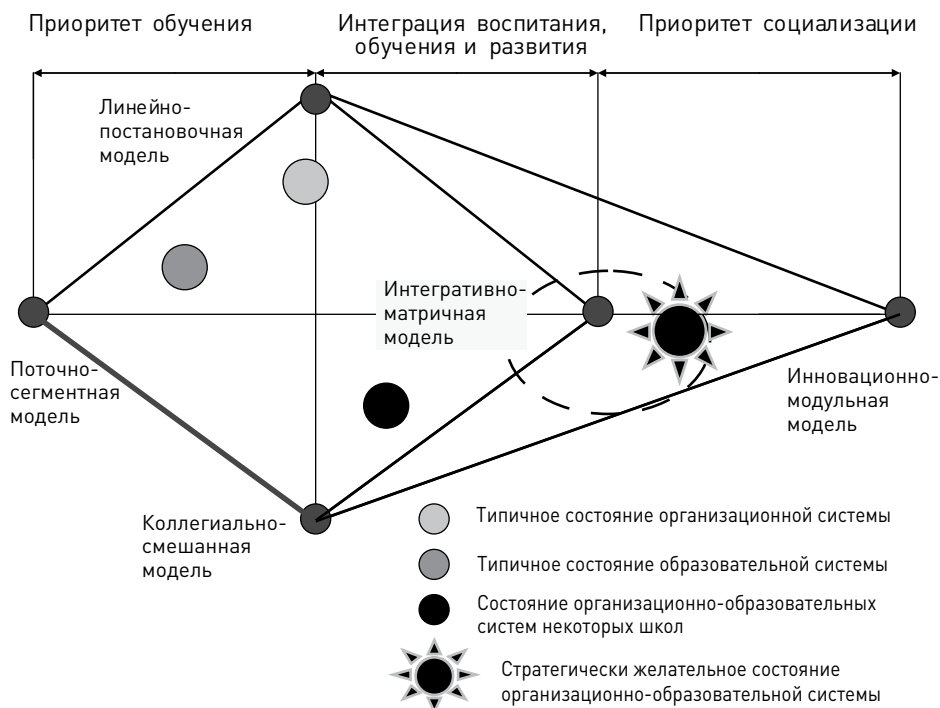 Приоритет обучения
Интеграция воспитания,
обучения и развития
Приоритет социализации
Линейно-
постановочная
модель
Интегративно-
матричная
модель
Поточно-
сегментная
модель
Инновационно-
модульная
модель
Коллегиально-
смешанная
модель
Типичное состояние организационной системы
Типичное состояние образовательной системы
Состояние организационно-образовательных
систем некоторых школ
Стратегически желательное состояние
организационно-образовательной системы